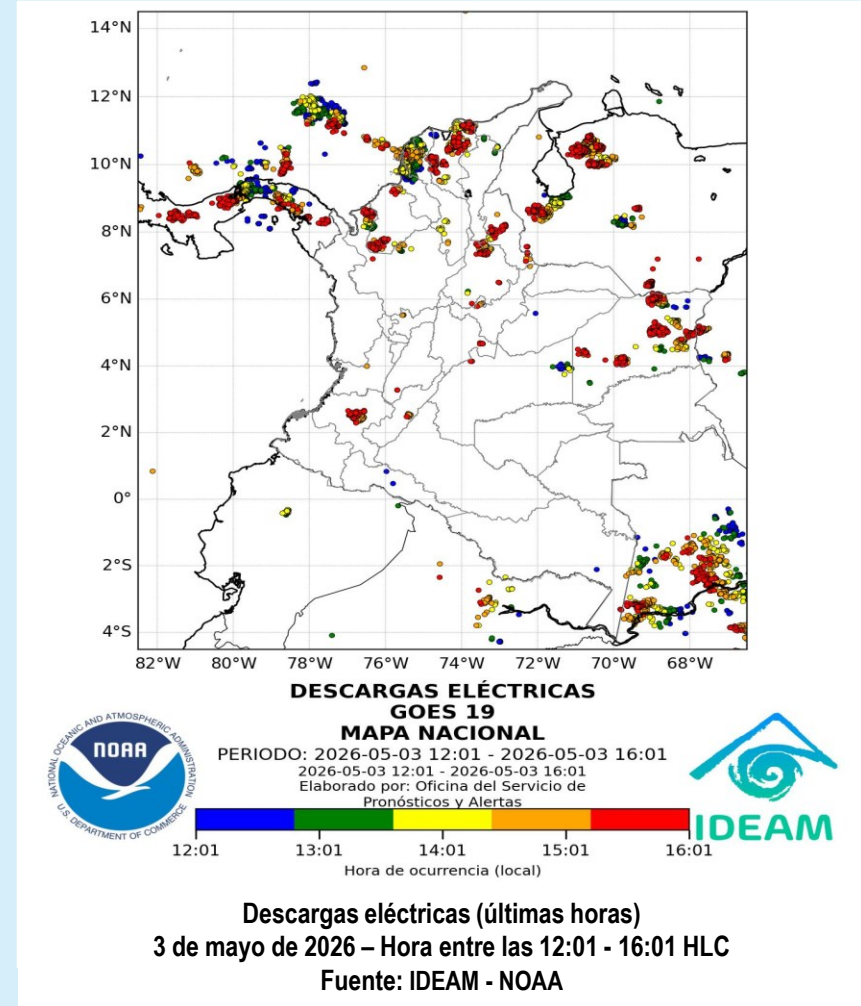 14°N
12°N
10°N
8°N
6°N
4°N
2°N
0°
2°S
4°S
82°W 80°W 78°W 76°W 74°W 72°W 70°W 68°W
DESCARGAS ELÉCTRICAS
GOES 19
MAPA NACIONAL
PERIODO: 2026-05-03 12:01 - 2026-05-03 16:01
2026-05-03 12:01 - 2026-05-03 16:01
Elaborado por: Oficina del Servicio de
Pronósticos y Alertas
NATIONAL OCEANIC AND ATMOSPHERIC ADMINISTRATION
NOAA
U.S. DEPARTMENT OF COMMERCE
IDEAM
12:01 13:01 14:01 15:01 16:01
Hora de ocurrencia (local)
Descargas eléctricas (últimas horas)
3 de mayo de 2026 – Hora entre las 12:01 - 16:01 HLC
Fuente: IDEAM - NOAA